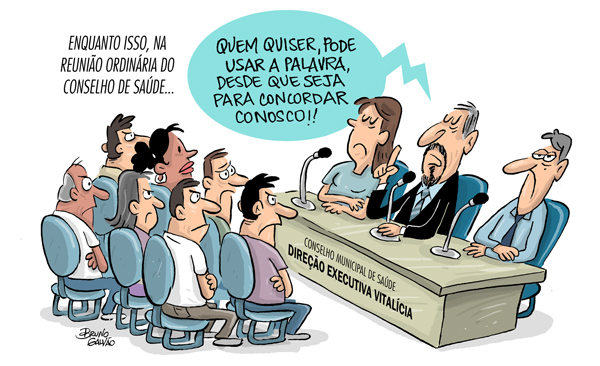 ENQUANTO ISSO, NA
REUNIÃO ORDINÁRIA DO
CONSELHO DE SAÚDE...
QUEM QUISER, PODE
USAR A PALAVRA,
DESDE QUE SEJA
PARA CONCORDAR
CONOSCO!!
CONSELHO MUNICIPAL DE SAÚDE
DIREÇÃO EXECUTIVA VITALÍCIA
BRUNO
GALVÃO